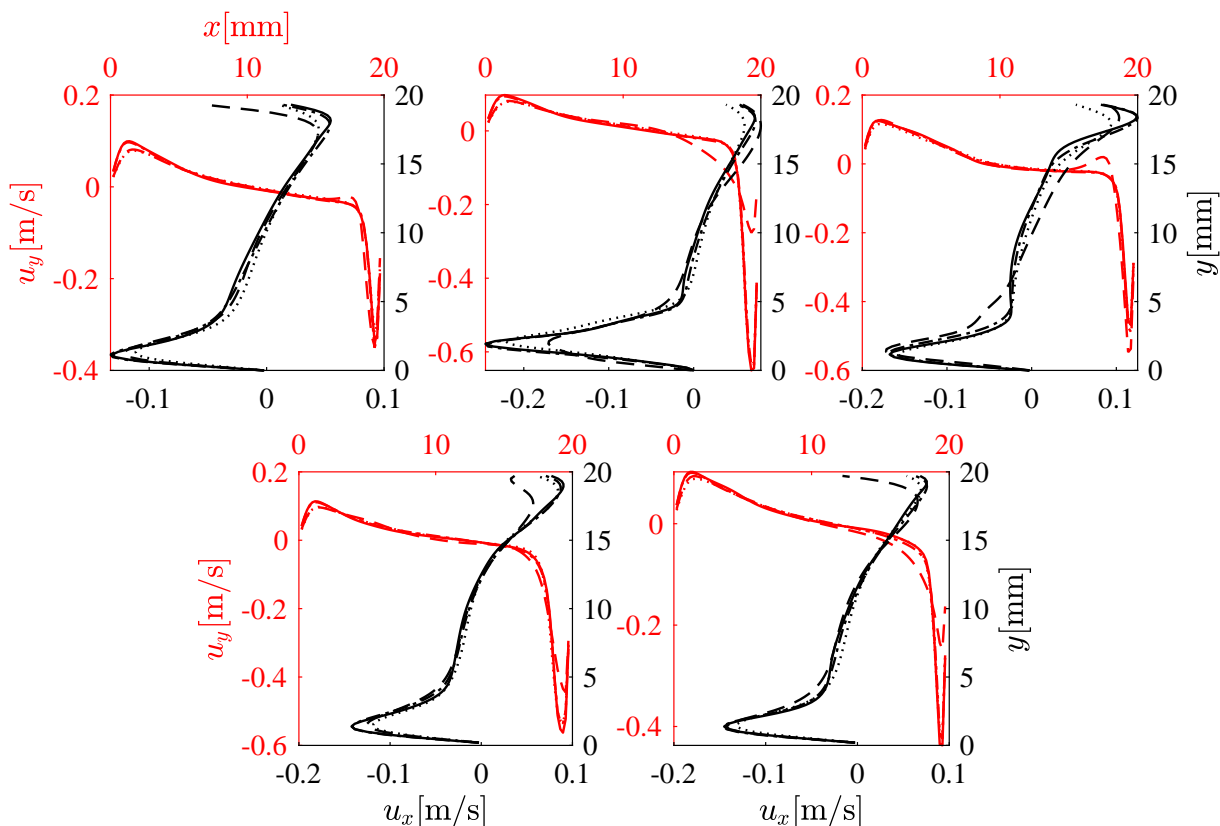 x[mm]
0 10 20 0 10 20 0 10 20
0.2 20 20 0.2 20
0 15 0 15 0 15
-0.2 10 -0.2 10 -0.2 10
-0.4 5 -0.4 5
5 -0.6 0 -0.6 0
-0.4 0
u_y[m/s] y[mm]
-0.1 0 0.1 -0.2 -0.1 0 -0.2 -0.1 0 0.1
0 10 20 0 10 20
0.2 20 20
0 15 0 15
-0.2 10 10
-0.4 5 -0.2 5
-0.6 0 -0.4 0
u_y[m/s] y[mm]
-0.2 -0.1 0 0.1 -0.2 -0.1 0 0.1
u_x[m/s] u_x[m/s]